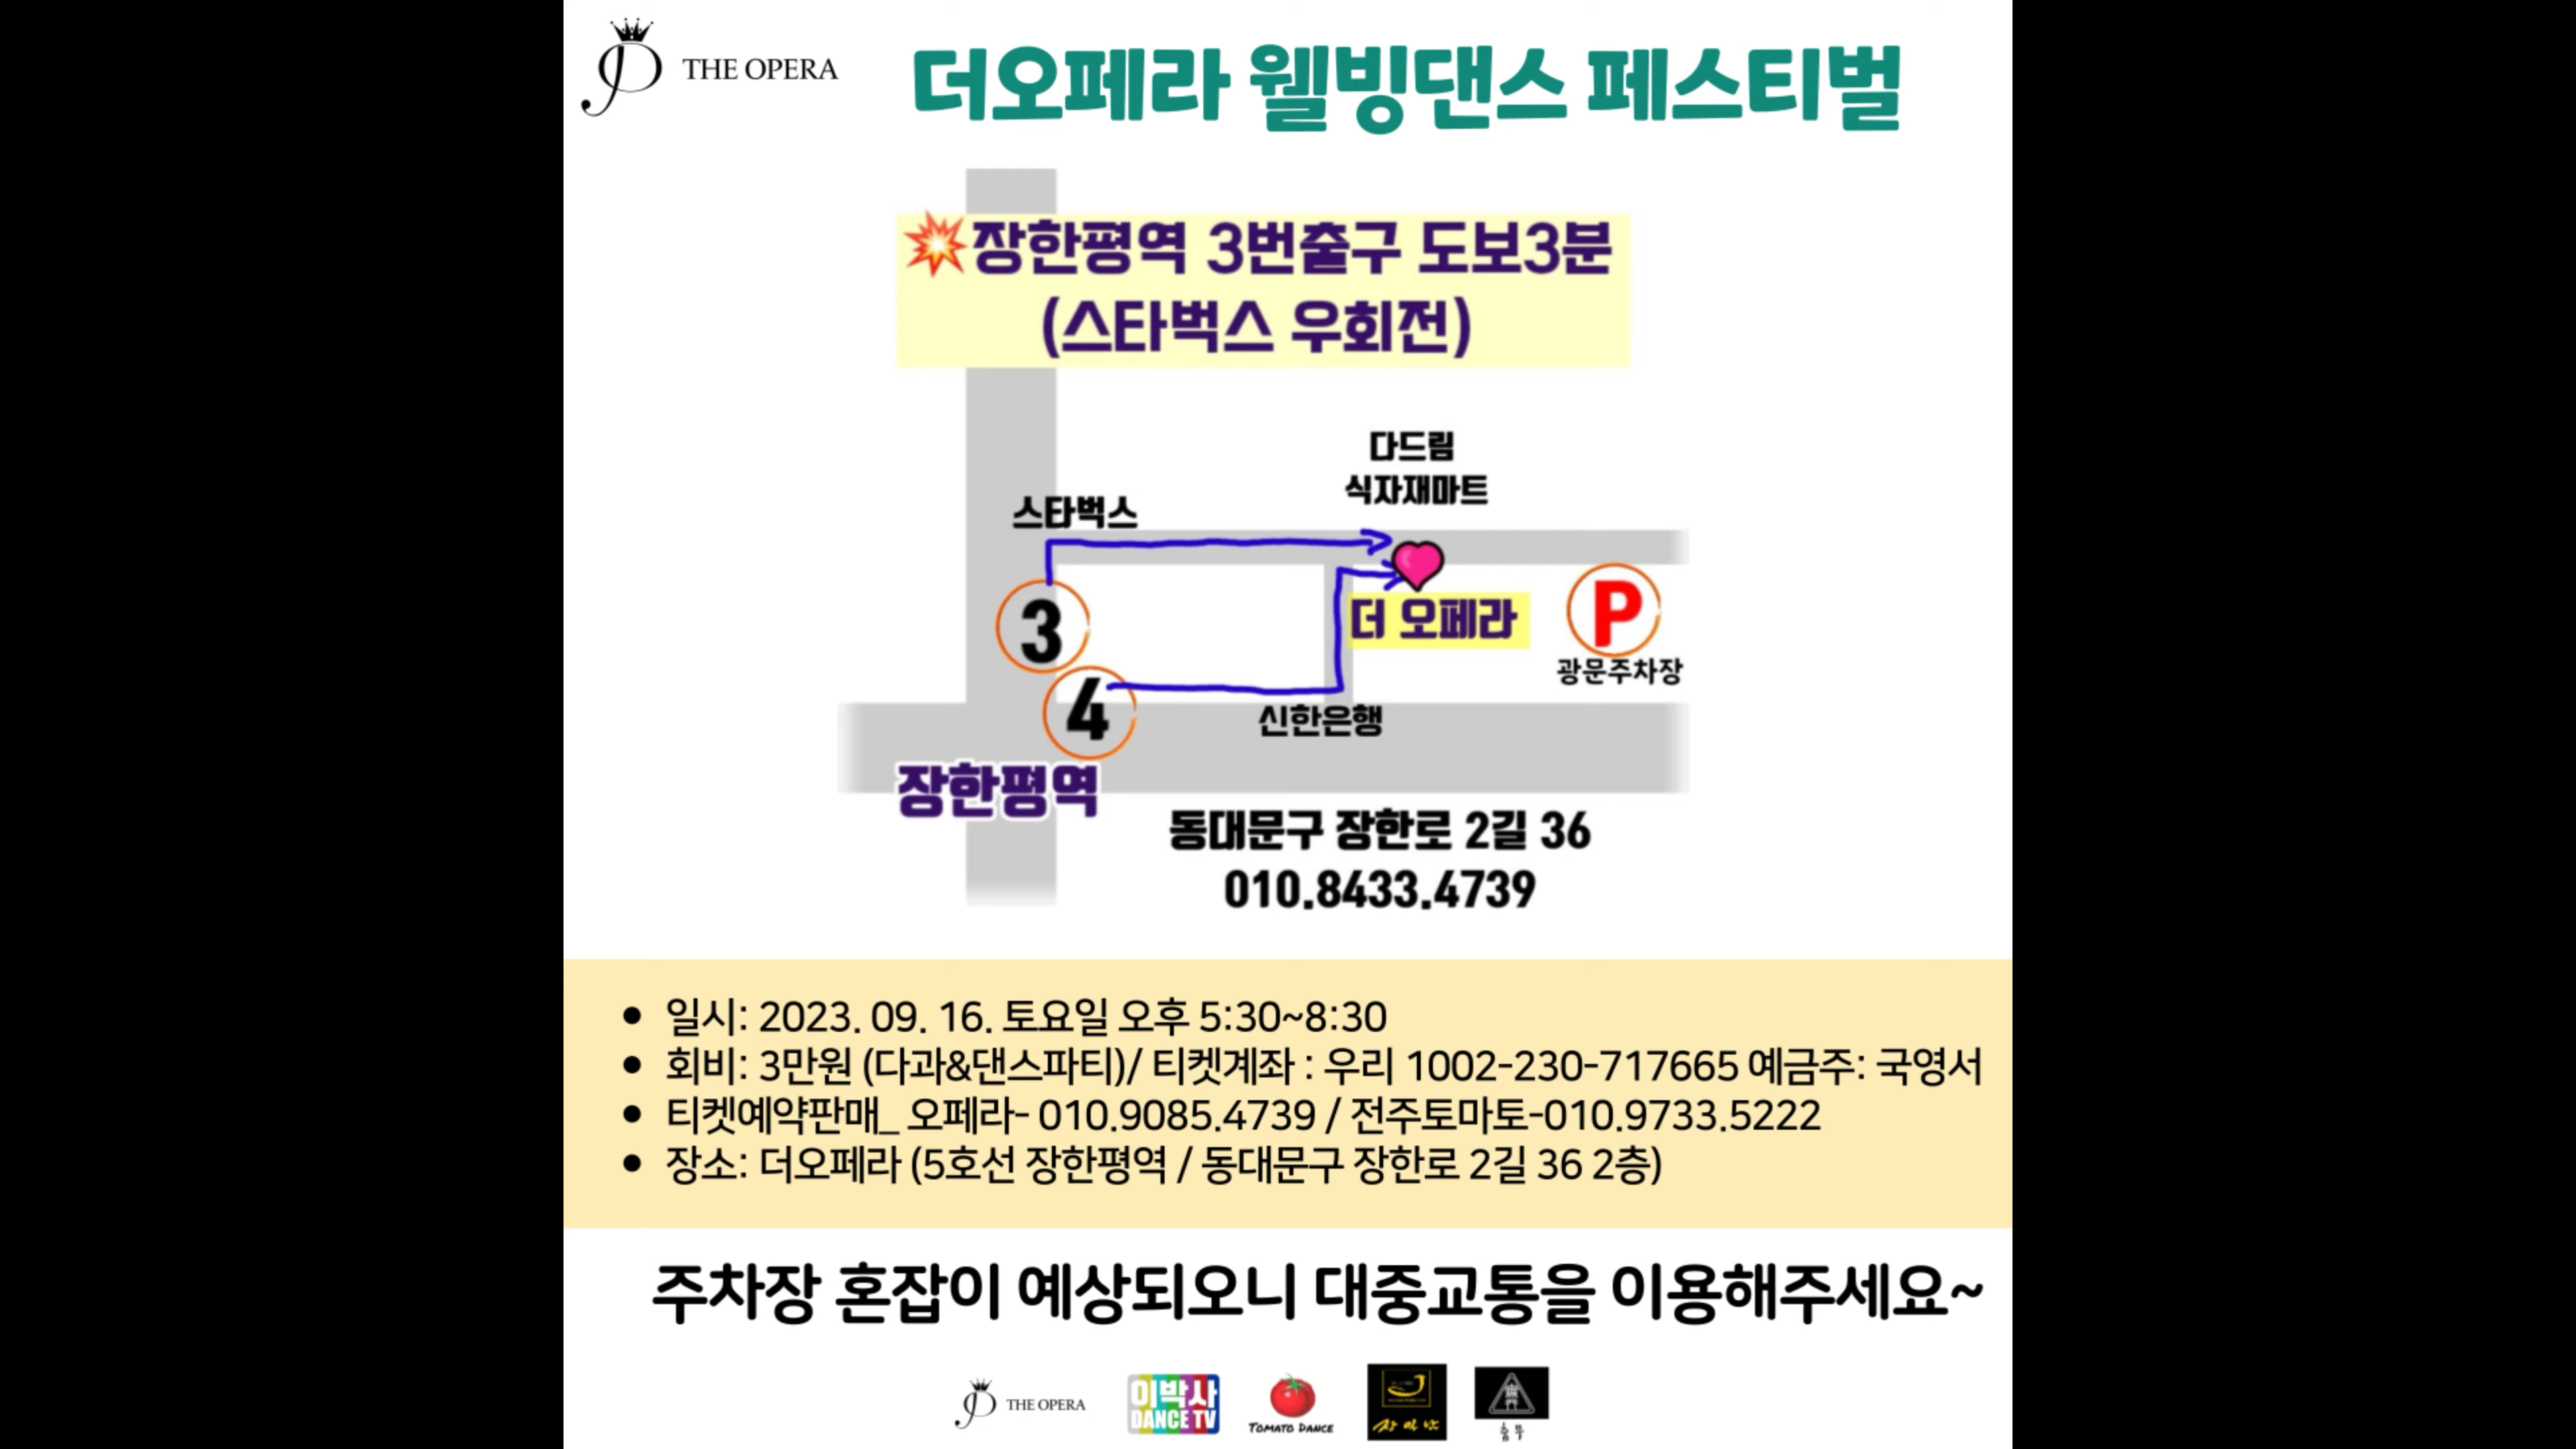 THE OPERA
더오페라 웰빙댄스 페스티벌
장한평역 3번출구 도보3분
(스타벅스 우회전)
다드림
식자재마트
스타벅스
3
더 오페라
P
광문주차장
4
신한은행
장한평역
동대문구 장한로 2길 36
010.8433.4739
• 일시: 2023. 09. 16. 토요일 오후 5:30~8:30
• 회비: 3만원 (다과&댄스파티)/ 티켓계좌 : 우리 1002-230-717665 예금주: 국영서
• 티켓예약판매_ 오페라- 010.9085.4739 / 전주토마토-010.9733.5222
• 장소: 더오페라 (5호선 장한평역 / 동대문구 장한로 2길 36 2층)
주차장 혼잡이 예상되오니 대중교통을 이용해주세요~
THE OPERA
이박사
DANCE TV
TOMATO DANCE